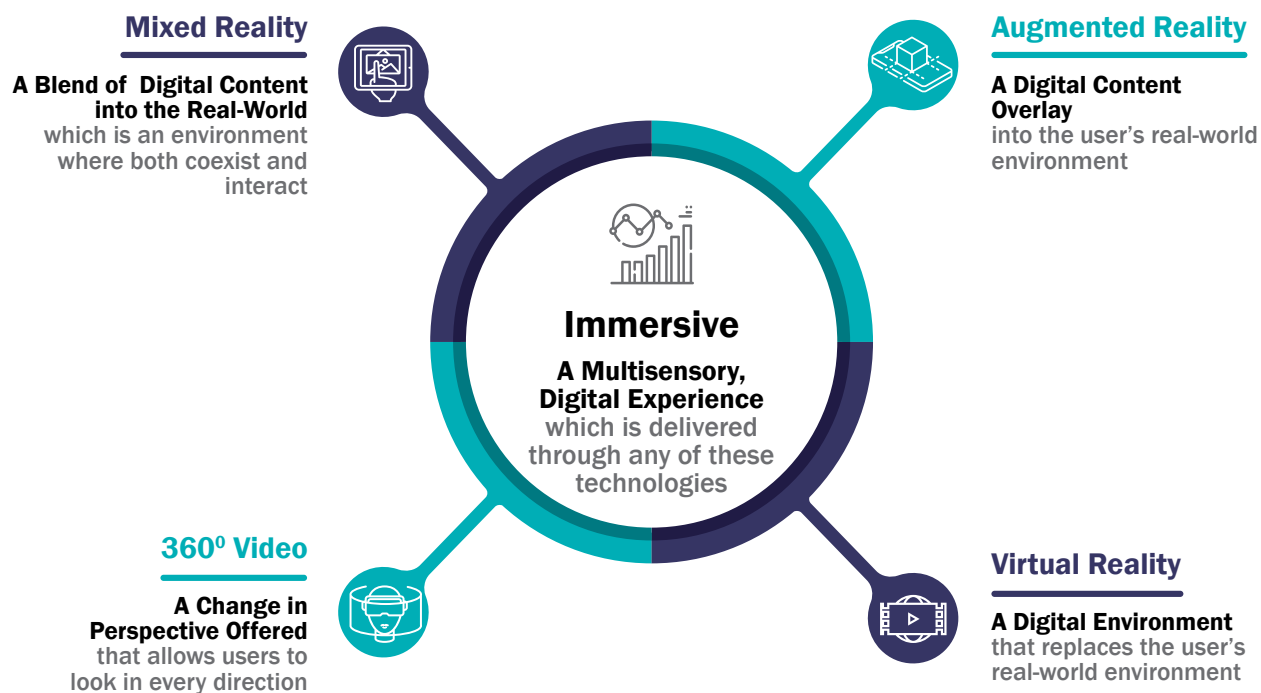 Mixed Reality
A Blend of Digital Content
into the Real-World
which is an environment
where both coexist and
interact
Augmented Reality
A Digital Content
Overlay
into the user's real-world
environment
Immersive
A Multisensory,
Digital Experience
which is delivered
through any of these
technologies
360⁰ Video
A Change in
Perspective Offered
that allows users to
look in every direction
Virtual Reality
A Digital Environment
that replaces the user's
real-world environment